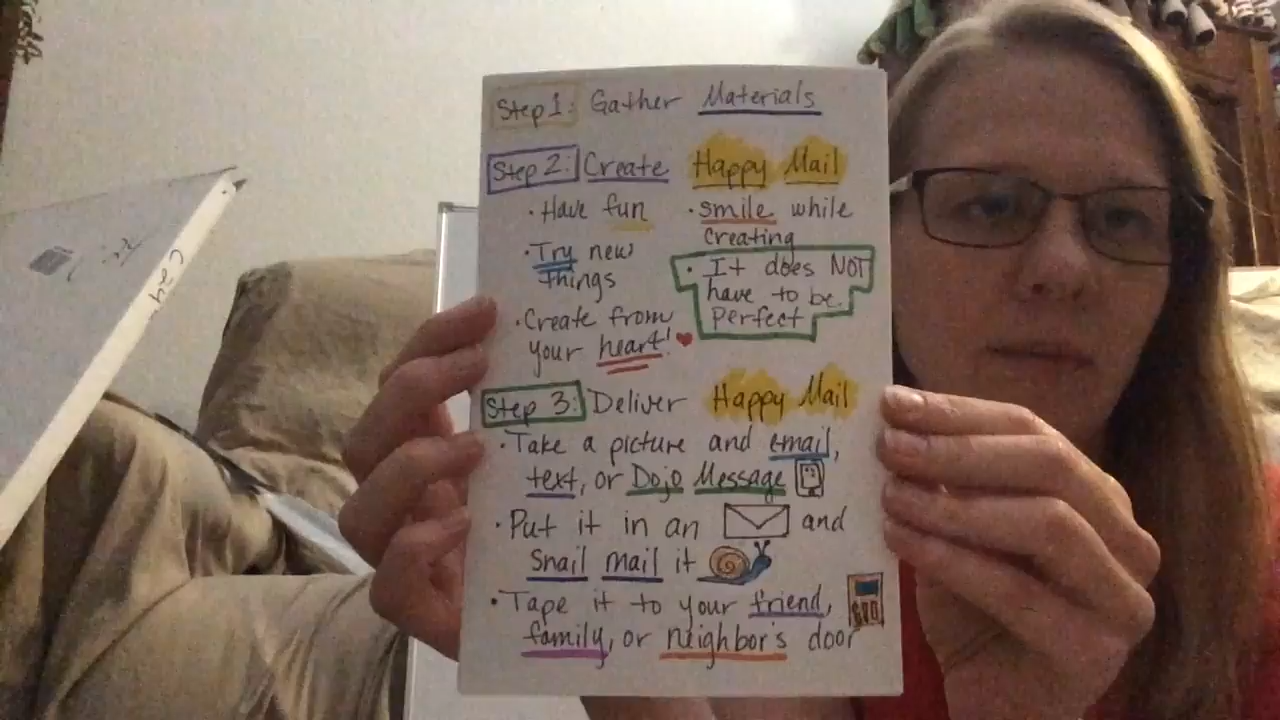 Step 1: Gather Materials
Step 2: Create Happy Mail
• Have fun
• Try new
things
• Create from
your heart!
• smile while
creating
• It does NOT
have to be
perfect
Step 3: Deliver Happy Mail
• Take a picture and email,
text, or Dojo Message
• Put it in an and
snail mail it
• Tape it to your friend,
family, or neighbor's door